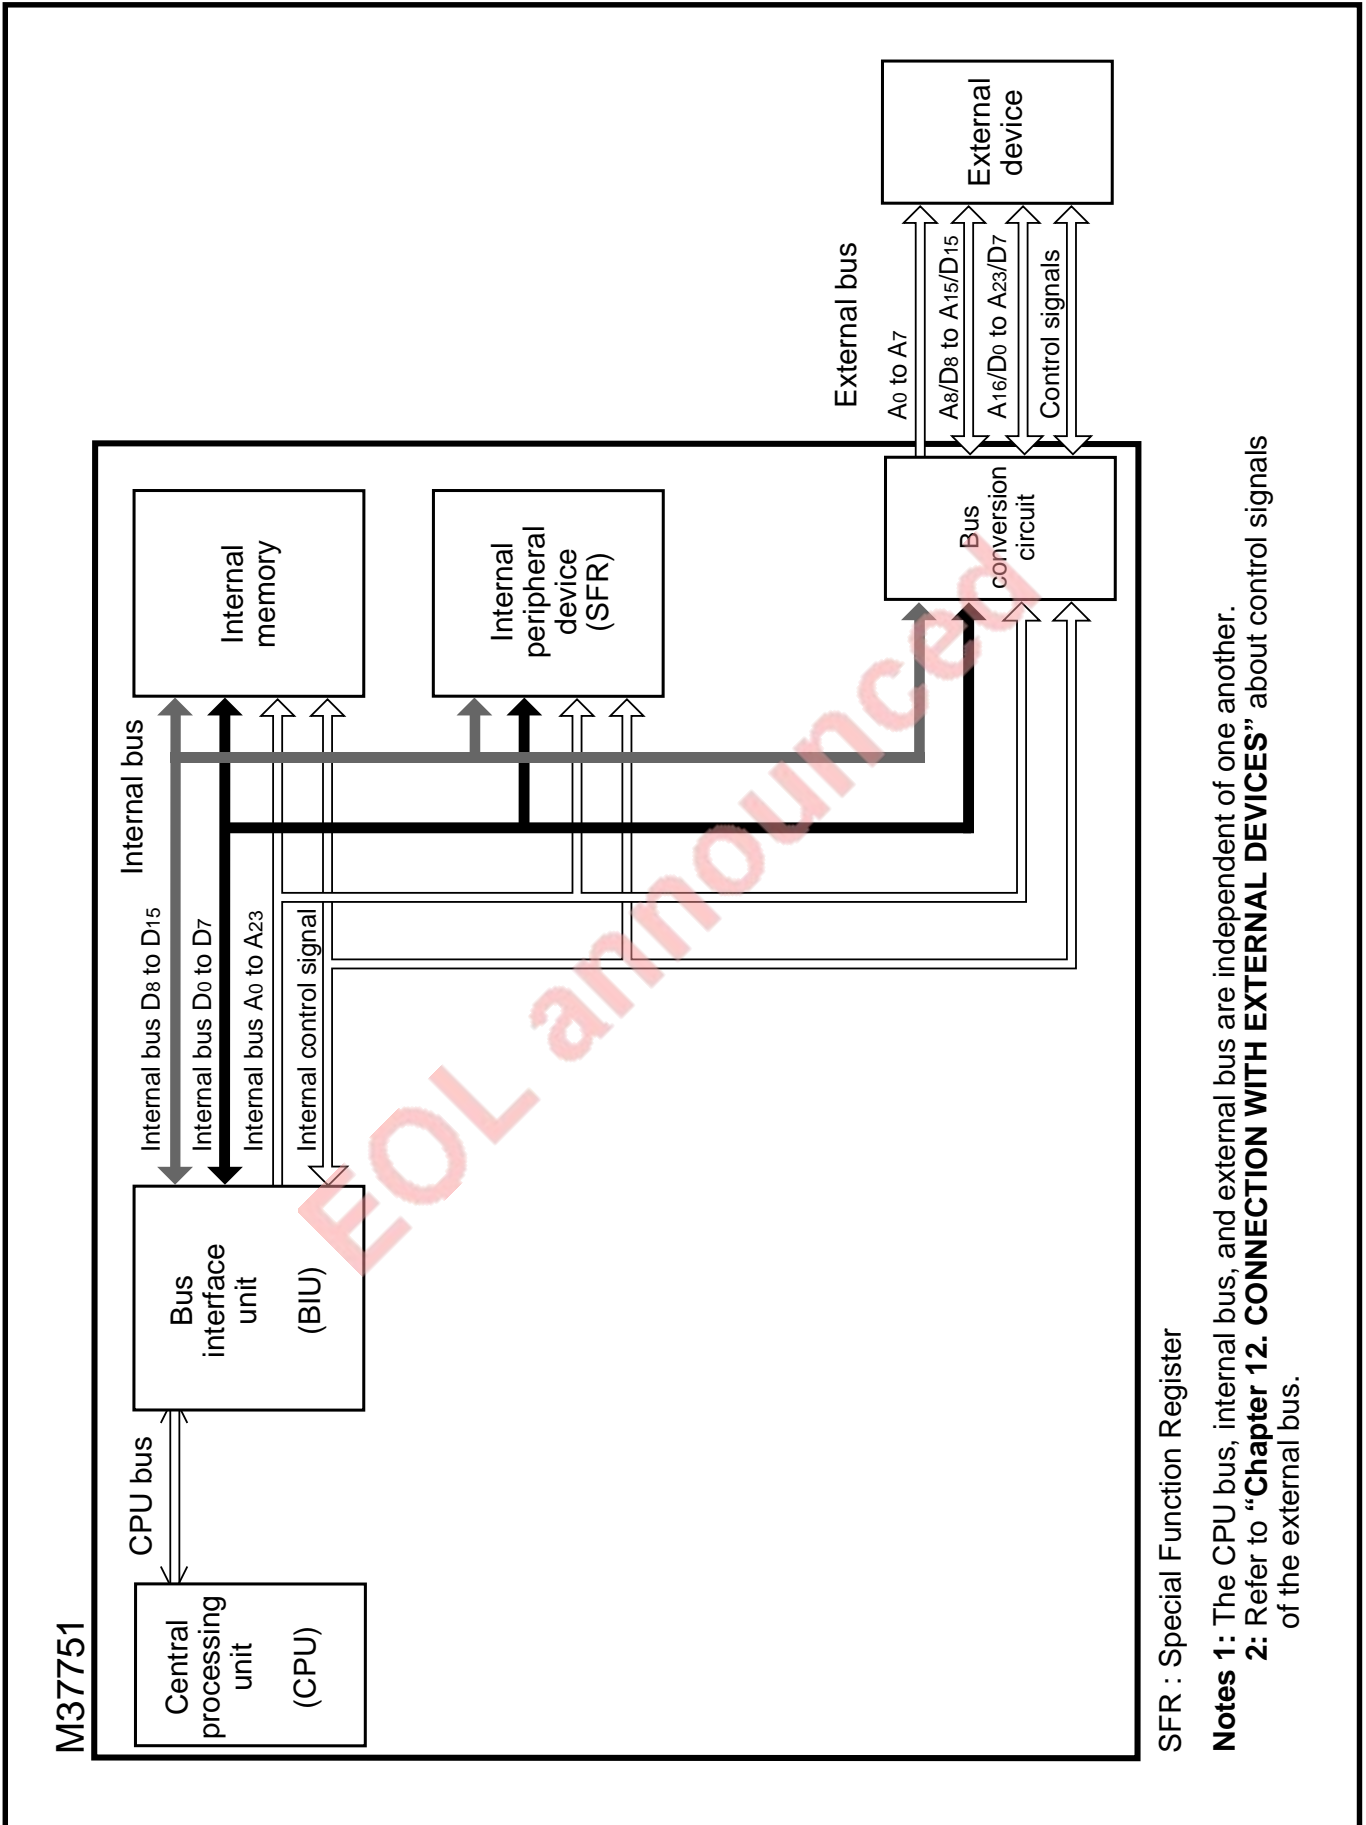 M37751
Central
processing
unit
(CPU)
CPU bus
Bus
interface
unit
(BIU)
Internal bus D8 to D15
Internal bus D0 to D7
Internal bus A0 to A23
Internal control signal
Internal bus
Internal
memory
Internal
peripheral
device
(SFR)
Bus
conversion
circuit
External bus
A0 to A7
A8/D8 to A15/D15
A16/D0 to A23/D7
Control signals
External
device
SFR : Special Function Register
Notes 1: The CPU bus, internal bus, and external bus are independent of one another.
2: Refer to “Chapter 12. CONNECTION WITH EXTERNAL DEVICES” about control signals
of the external bus.
EOL announced